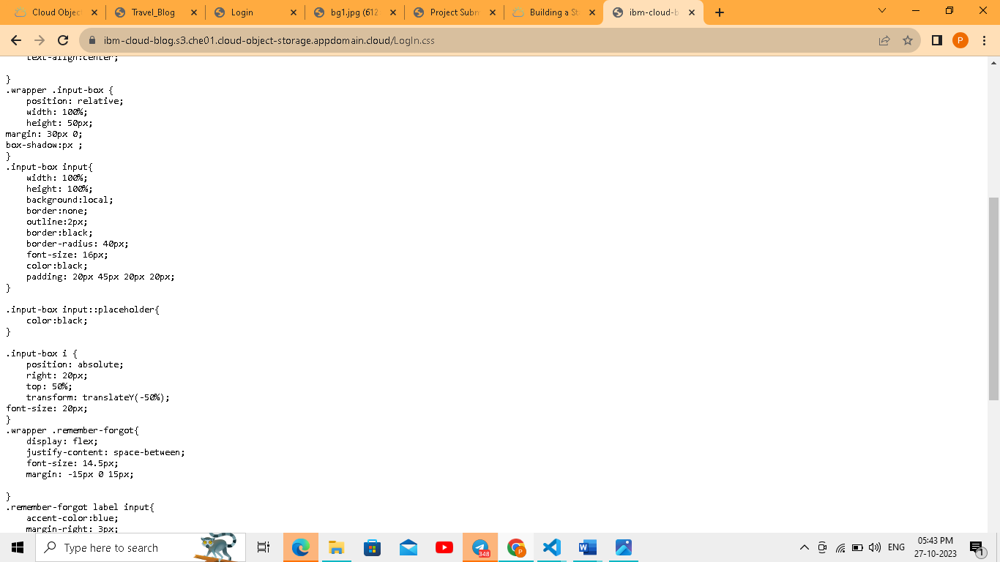 Cloud Objec
Travel_Blog
Login
bg1.jpg (612
Project Subm
Building a St
ibm-cloud-b
ibm-cloud-blog.s3.che01.cloud-object-storage.appdomain.cloud/LogIn.css
P
text-align:center;
}
.wrapper .input-box {
position: relative;
width: 100%;
height: 50px;
margin: 30px 0;
box-shadow:px ;
}
.input-box input{
width: 100%;
height: 100%;
background:local;
border:none;
outline:2px;
border:black;
border-radius: 40px;
font-size: 16px;
color:black;
padding: 20px 45px 20px 20px;
}
.input-box input::placeholder{
color:black;
}
.input-box i {
position: absolute;
right: 20px;
top: 50%;
transform: translateY(-50%);
font-size: 20px;
}
.wrapper .remember-forgot{
display: flex;
justify-content: space-between;
font-size: 14.5px;
margin: -15px 0 15px;
}
.remember-forgot label input{
accent-color:blue;
margin-right: 3px;
Type here to search
348
P
ENG
05:43 PM
27-10-2023
1